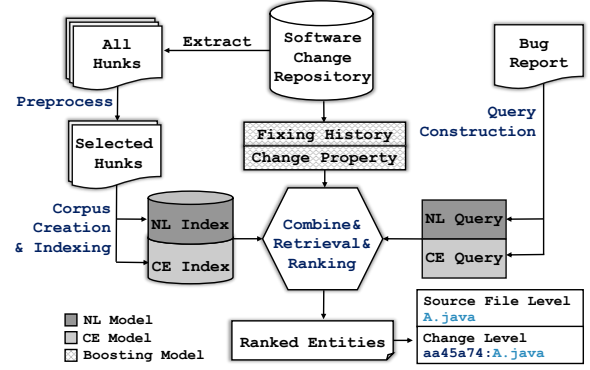 All
Hunks
Extract
Software
Change
Repository
Bug
Report
Preprocess
Query
Construction
Fixing History
Change Property
Selected
Hunks
Corpus
Creation
& Indexing
NL Index
CE Index
Combine&
Retrieval&
Ranking
NL Query
CE Query
NL Model
CE Model
Boosting Model
Ranked Entities
Source File Level
A.java
Change Level
aa45a74:A.java